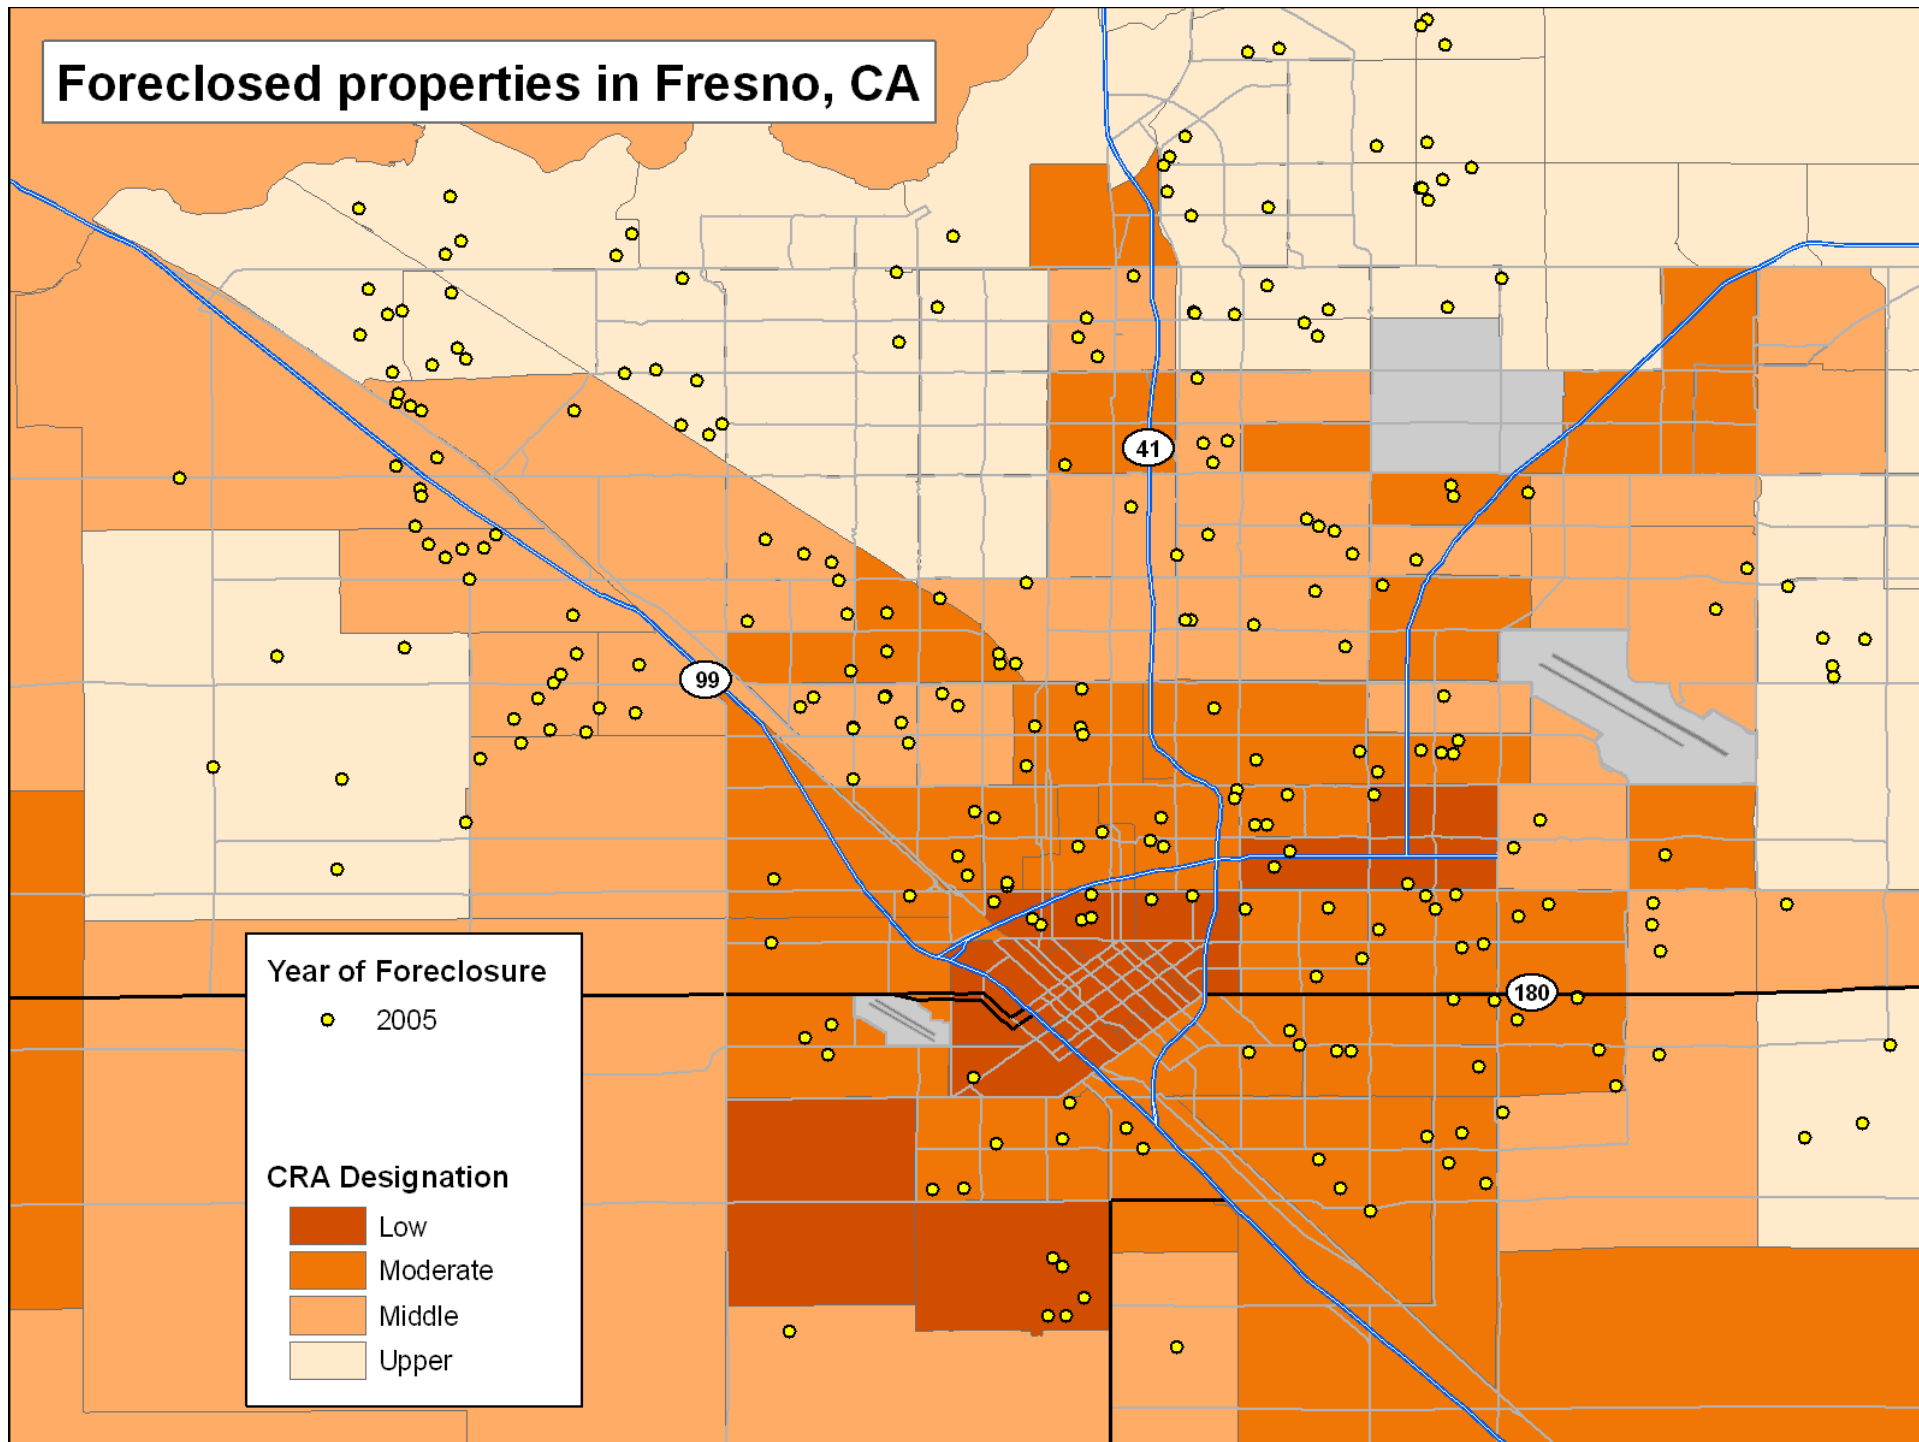 Foreclosed properties in Fresno, CA
41
99
180
Year of Foreclosure
2005
CRA Designation
Low
Moderate
Middle
Upper